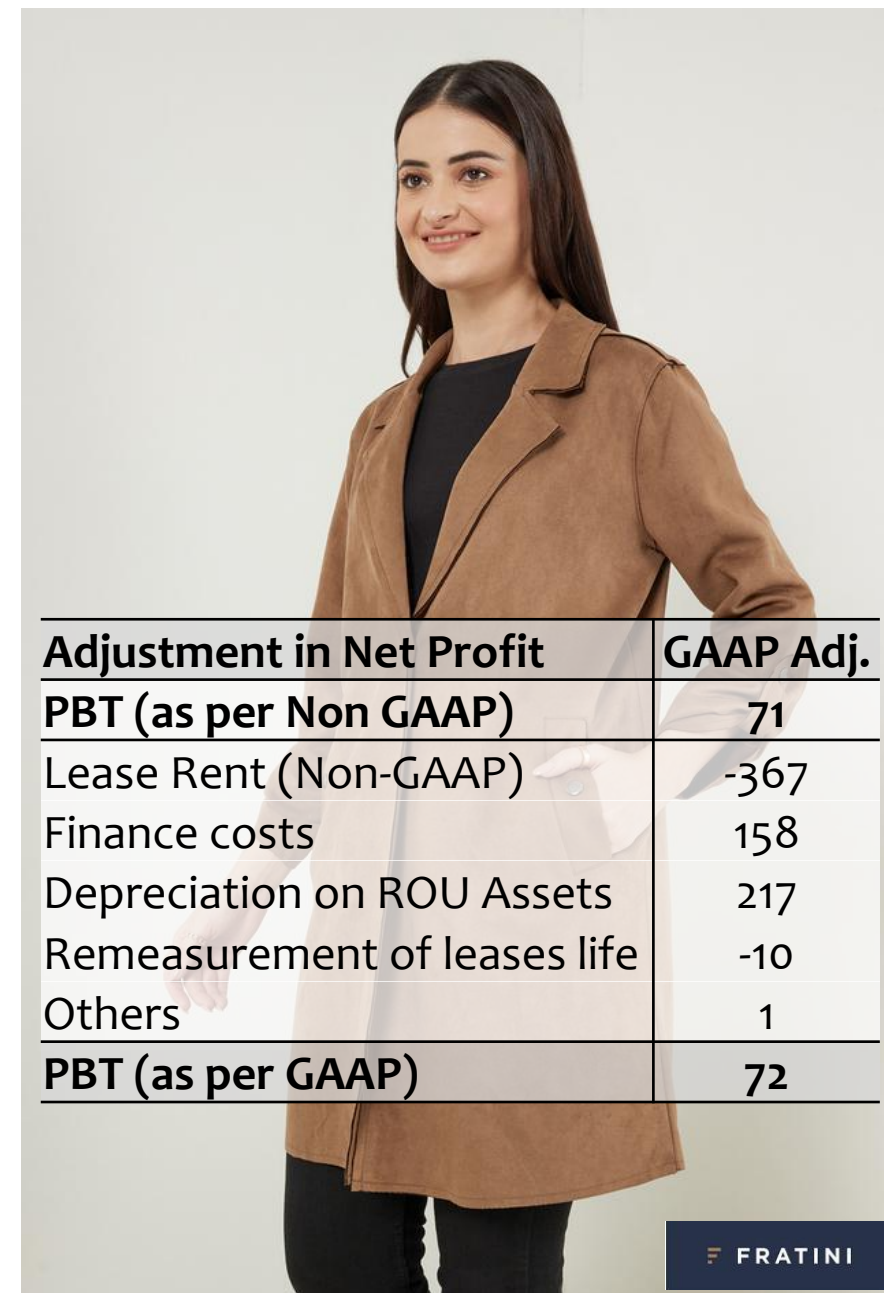 Adjustment in Net Profit GAAP Adj.
PBT (as per Non GAAP) 71
Lease Rent (Non-GAAP) -367
Finance costs 158
Depreciation on ROU Assets 217
Remeasurement of leases life -10
Others 1
PBT (as per GAAP) 72
FRATINI